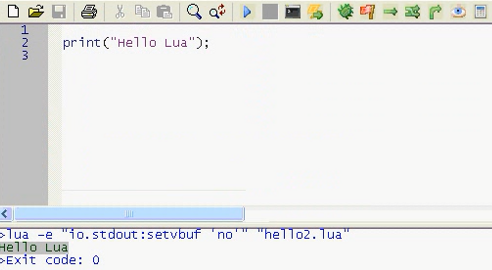 1
2 print("Hello Lua");
3
>lua -e "io.stdout:setvbuf 'no'" "hello2.lua"
Hello Lua
>Exit code: 0